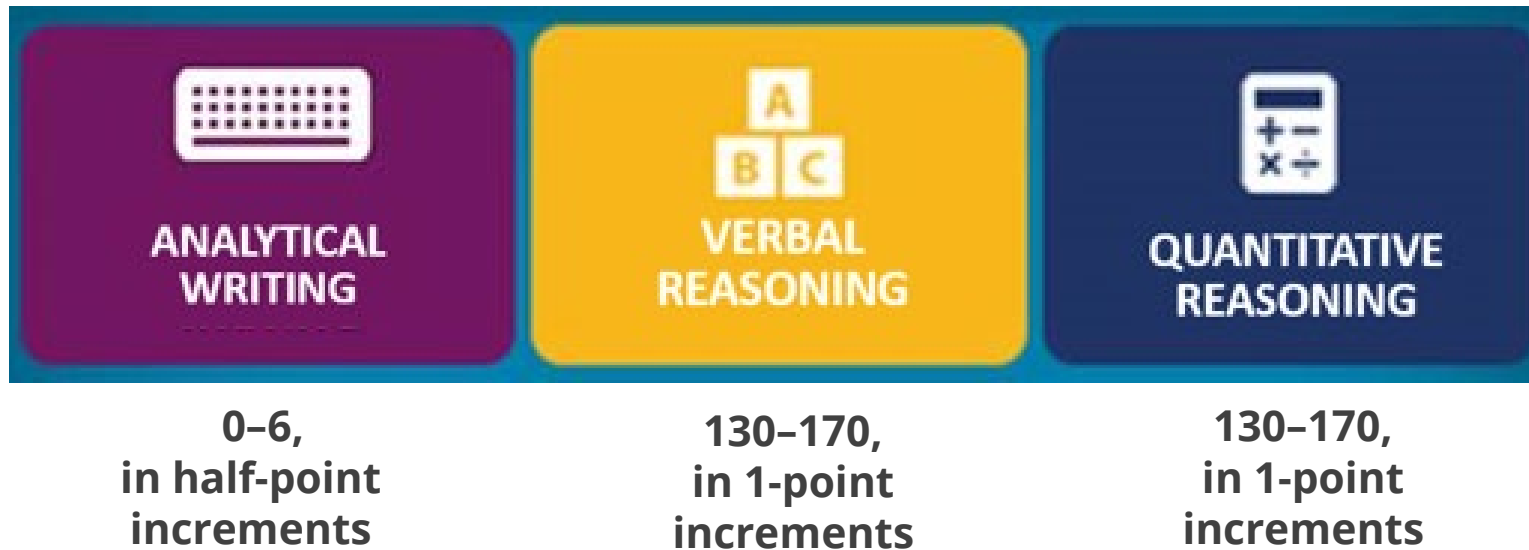 ANALYTICAL
WRITING
0–6,
in half-point
increments
A
B C
VERBAL
REASONING
130–170,
in 1-point
increments
+ −
× ÷
QUANTITATIVE
REASONING
130–170,
in 1-point
increments